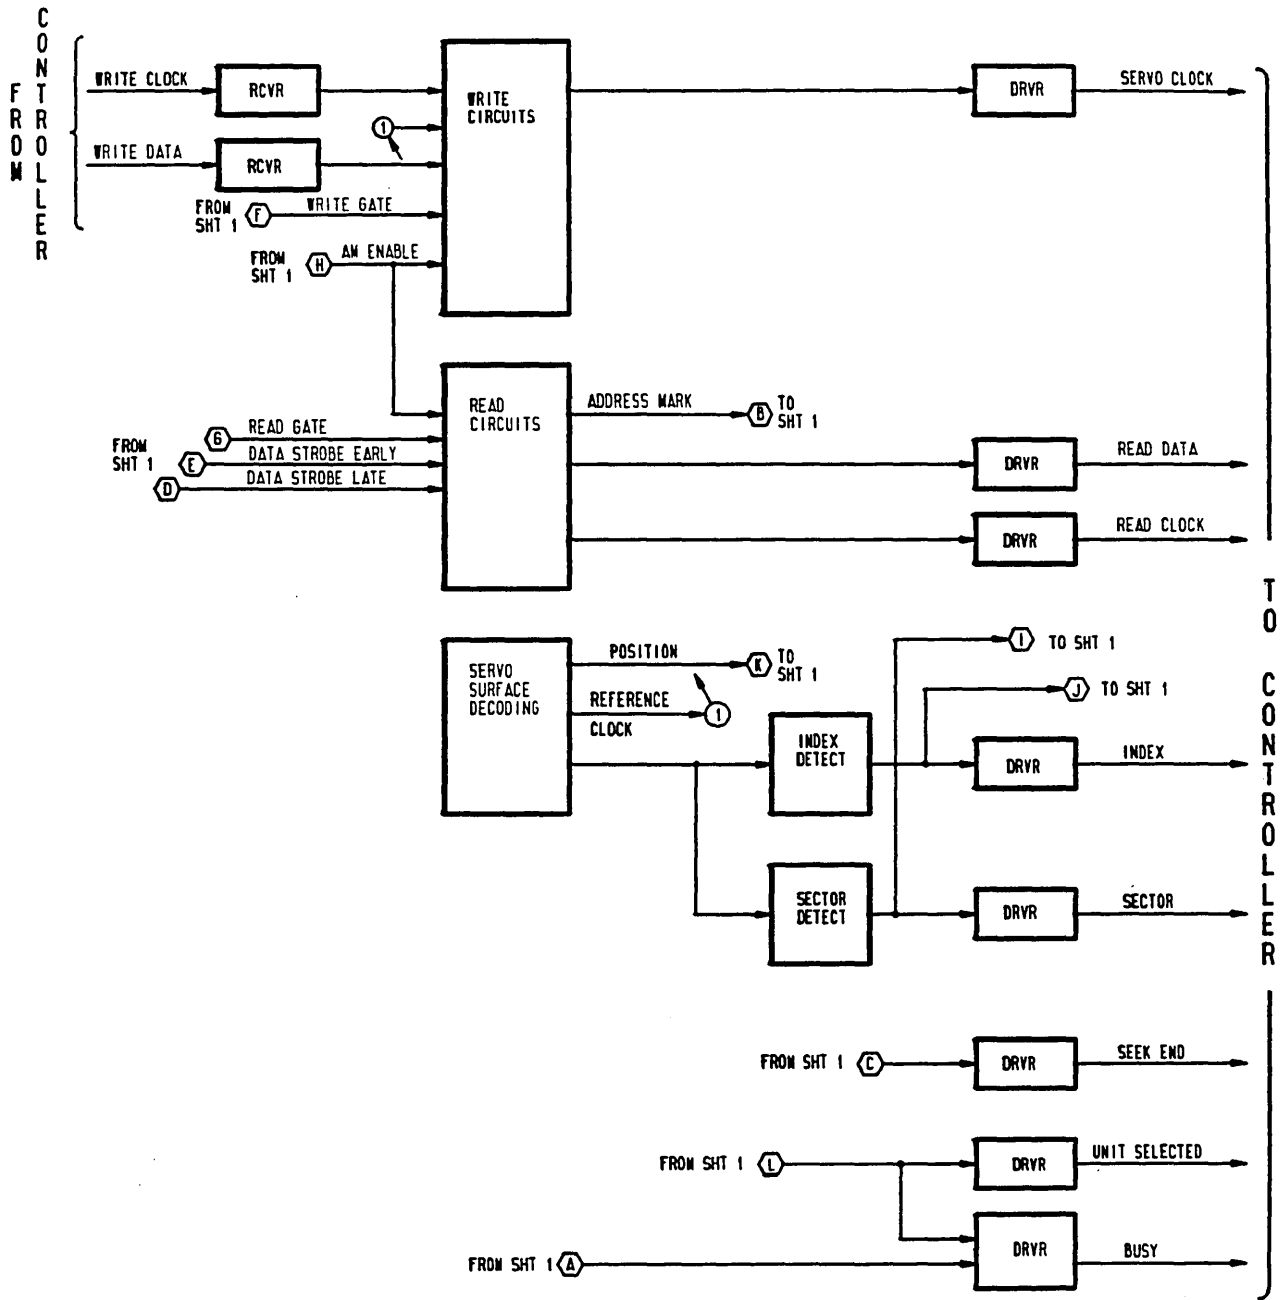 FROM
CONTROLLER
WRITE CLOCK
RCVR
WRITE
CIRCUITS
DRVR
SERVO CLOCK
1
WRITE DATA
RCVR
FROM
SHT 1
F
WRITE GATE
FROM
SHT 1
H
AM ENABLE
READ
CIRCUITS
ADDRESS MARK
B
TO
SHT 1
FROM
SHT 1
G
READ GATE
E
DATA STROBE EARLY
D
DATA STROBE LATE
DRVR
READ DATA
DRVR
READ CLOCK
TO CONTROLLER
SERVO
SURFACE
DECODING
POSITION
K
TO
SHT 1
REFERENCE
CLOCK
1
I
TO SHT 1
J
TO SHT 1
INDEX
DETECT
DRVR
INDEX
SECTOR
DETECT
DRVR
SECTOR
FROM SHT 1
C
DRVR
SEEK END
FROM SHT 1
L
DRVR
UNIT SELECTED
FROM SHT 1
A
DRVR
BUSY